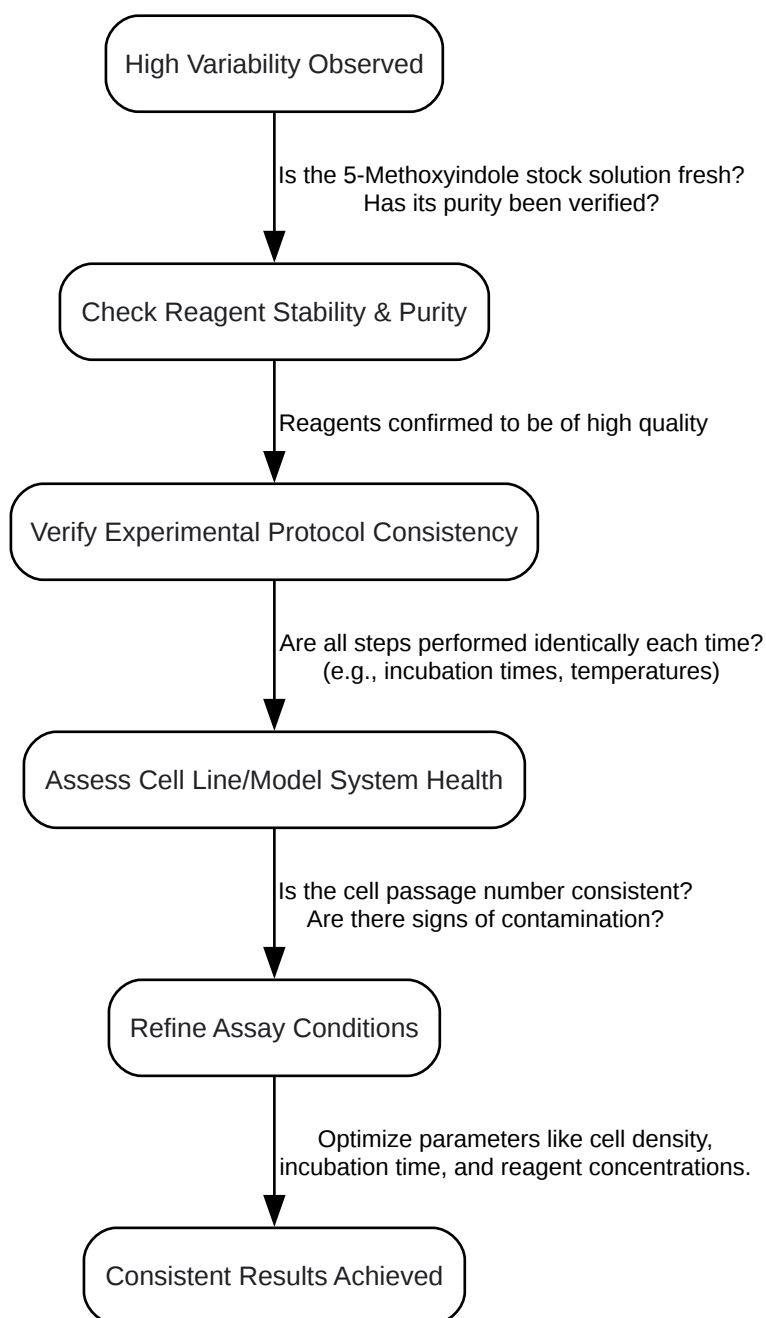 High Variability Observed
Is the 5-Methoxyindole stock solution fresh?
Has its purity been verified?
Check Reagent Stability & Purity
Reagents confirmed to be of high quality
Verify Experimental Protocol Consistency
Are all steps performed identically each time?
(e.g., incubation times, temperatures)
Assess Cell Line/Model System Health
Is the cell passage number consistent?
Are there signs of contamination?
Refine Assay Conditions
Optimize parameters like cell density,
incubation time, and reagent concentrations.
Consistent Results Achieved